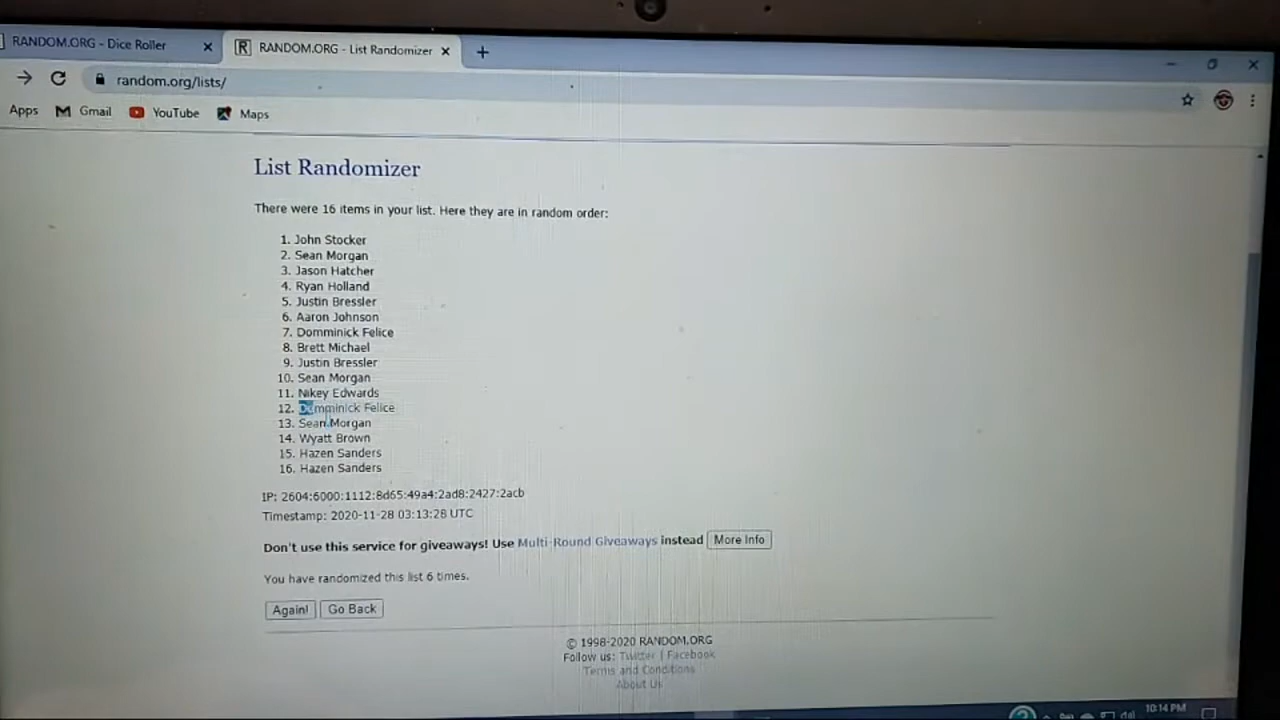 RANDOM.ORG - Dice Roller
RANDOM.ORG - List Randomizer
random.org/lists/
Apps Gmail YouTube Maps
List Randomizer
There were 16 items in your list. Here they are in random order:
1. John Stocker
2. Sean Morgan
3. Jason Hatcher
4. Ryan Holland
5. Justin Bressler
6. Aaron Johnson
7. Domminick Felice
8. Brett Michael
9. Justin Bressler
10. Sean Morgan
11. Nikey Edwards
12. Domminick Felice
13. Sean Morgan
14. Wyatt Brown
15. Hazen Sanders
16. Hazen Sanders
IP: 2604:6000:1112:8d65:49a4:2ad8:2427:2acb
Timestamp: 2020-11-28 03:13:28 UTC
Don't use this service for giveaways! Use Multi-Round Giveaways instead More Info
You have randomized this list 6 times.
Again! Go Back
© 1998-2020 RANDOM.ORG
Follow us: Twitter | Facebook
Terms and Conditions
About Us
10:14 PM